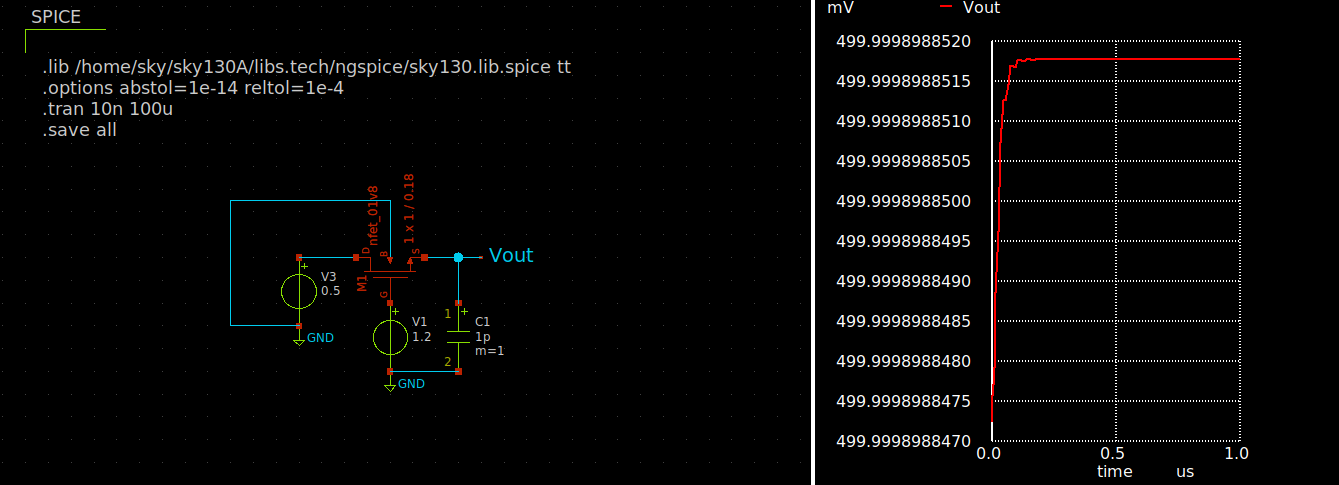 SPICE
.lib /home/sky/sky130A/libs.tech/ngspice/sky130.lib.spice tt
.options abstol=1e-14 reltol=1e-4
.tran 10n 100u
.save all
nfet_01v8
1 x 1 / 0.18
D
B
S
G
M1
Vout
V3
0.5
GND
V1
1.2
GND
1
C1
1p
m=1
2
mV
Vout
499.9998988520
499.9998988515
499.9998988510
499.9998988505
499.9998988500
499.9998988495
499.9998988490
499.9998988485
499.9998988480
499.9998988475
499.9998988470
0.0 0.5 1.0
time us